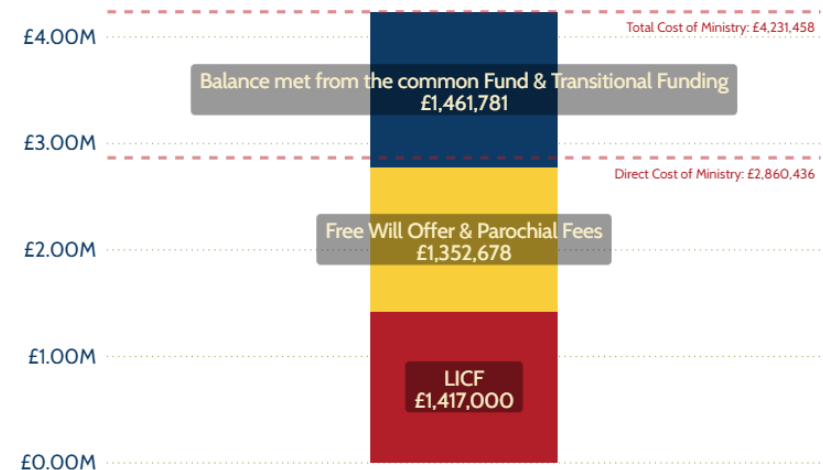 £4.00M
Total Cost of Ministry: £4,231,458
Balance met from the common Fund & Transitional Funding
£1,461,781
£3.00M
Direct Cost of Ministry: £2,860,436
Free Will Offer & Parochial Fees
£1,352,678
£2.00M
£1.00M
LICF
£1,417,000
£0.00M